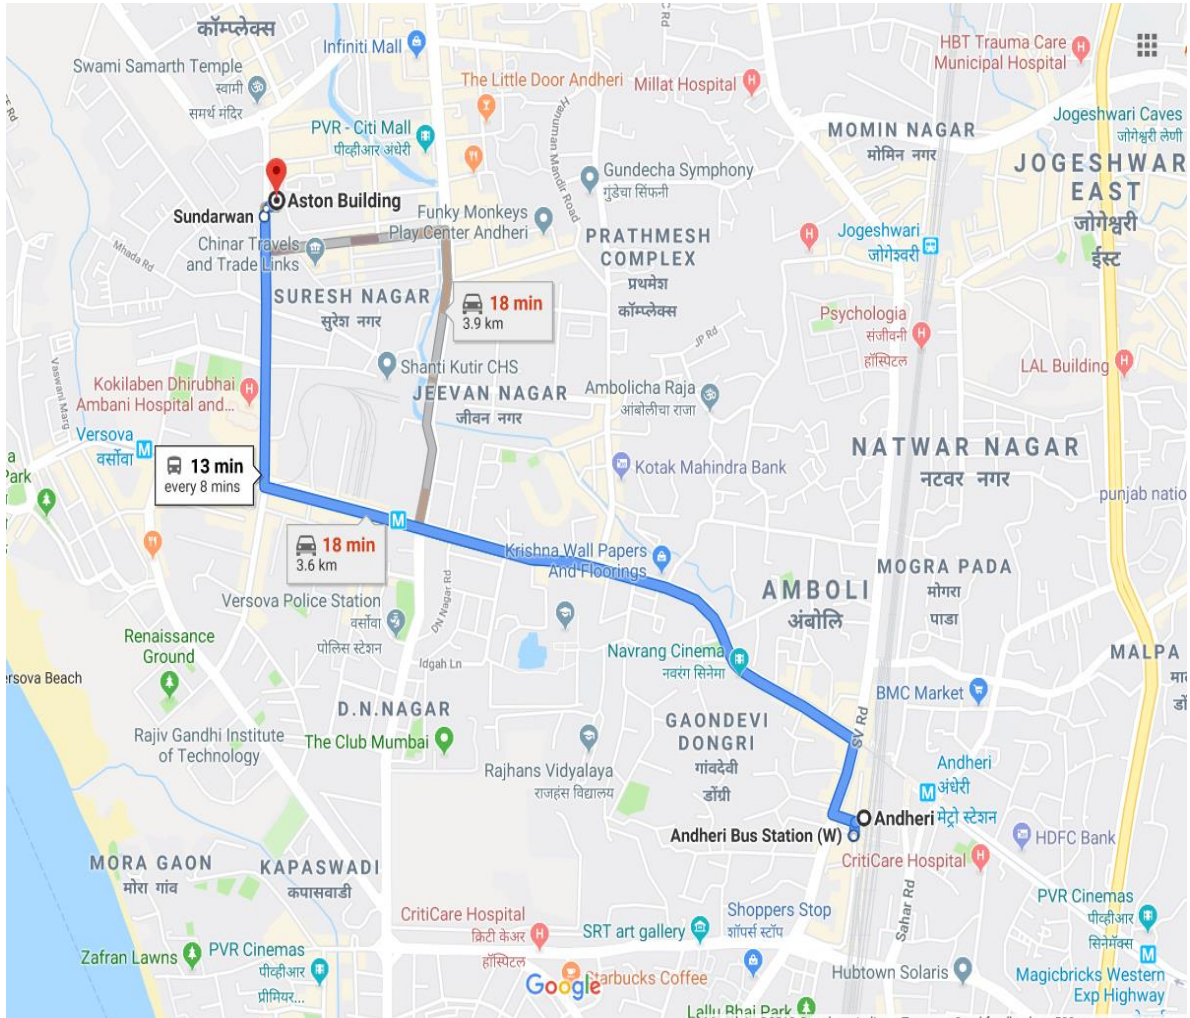 कॉम्प्लेक्स
Infiniti Mall
Swami Samarth Temple
स्वामी
समर्थ मंदिर
The Little Door Andheri
Millat Hospital
HBT Trauma Care
Municipal Hospital
PVR - Citi Mall
पीव्हीआर अंधेरी
Hanuman Mandir Road
MOMIN NAGAR
मोमिन नगर
Jogeshwari Caves
जोगेश्वरी लेणी
JOGESHWAR
EAST
जोगेश्वरी
ईस्ट
Gundecha Symphony
गुंडेचा सिंफनी
Aston Building
Sundarwan
Funky Monkeys
Play Center Andheri
Chinar Travels
and Trade Links
Mhada Rd
PRATHMESH
COMPLEX
प्रथमेश
कॉम्प्लेक्स
Jogeshwari
जोगेश्वरी
SURESH NAGAR
सुरेश नगर
18 min
3.9 km
Psychologia
संजीवनी
हॉस्पिटल
JP Rd
LAL Building
Shanti Kutir CHS
Vaswani Marg
Kokilaben Dhirubhai
Ambani Hospital and...
JEEVAN NAGAR
जीवन नगर
Ambolicha Raja
आंबोलीचा राजा
Versova
वर्सोवा
Park
13 min
every 8 mins
NATWAR NAGAR
नटवर नगर
Kotak Mahindra Bank
punjab natio
18 min
3.6 km
Krishna Wall Papers
And Floorings
AMBOLI
अंबोलि
MOGRA PADA
मोगरा
पाडा
Versova Police Station
वर्सोवा
पोलिस स्टेशन
DN Nagar Rd
Idgah Ln
Renaissance
Ground
ersova Beach
Navrang Cinema
नवरंग सिनेमा
MALPA
BMC Market
D.N.NAGAR
GAONDEVI
DONGRI
गांवदेवी
डोंग्री
SV Rd
Rajiv Gandhi Institute
of Technology
The Club Mumbai
Rajhans Vidyalaya
राजहंस विद्यालय
Andheri
अंधेरी
मेट्रो स्टेशन
Andheri
Andheri Bus Station (W)
HDFC Bank
CritiCare Hospital
MORA GAON
मोरा गांव
KAPASWADI
कपासवाडी
Sahar Rd
PVR Cinemas
पीव्हीआर
सिनेमॅक्स
CritiCare Hospital
क्रिटी केअर
हॉस्पिटल
SRT art gallery
Shoppers Stop
शॉपर्स स्टॉप
Zafran Lawns
PVR Cinemas
पीव्हीआर
प्रीमियर...
Starbucks Coffee
Google
Hubtown Solaris
Magicbricks Western
Exp Highway
Lallu Bhai Park